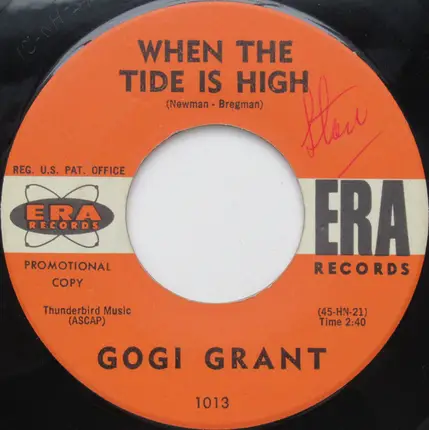 WHEN THE
TIDE IS HIGH
(Newman - Bregman)
REG. U.S. PAT. OFFICE
ERA
RECORDS
ERA
RECORDS
PROMOTIONAL
COPY
Thunderbird Music
(ASCAP)
(45-HN-21)
Time 2:40
GOGI GRANT
1013